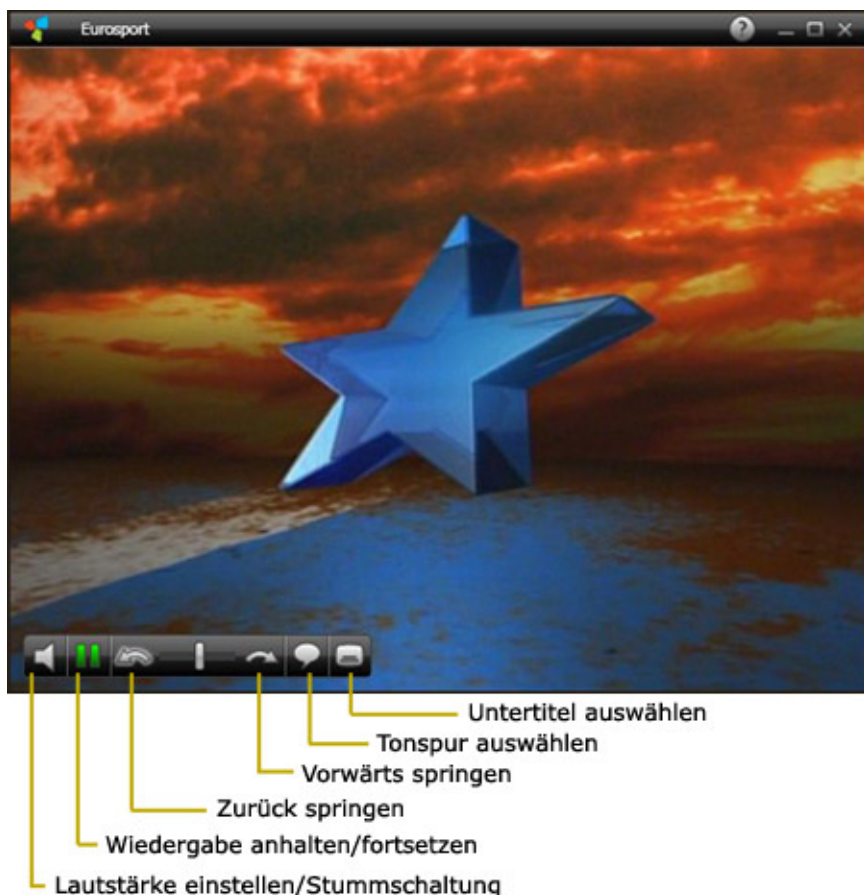 Eurosport
Untertitel auswählen
Tonspur auswählen
Vorwärts springen
Zurück springen
Wiedergabe anhalten/fortsetzen
Lautstärke einstellen/Stummschaltung